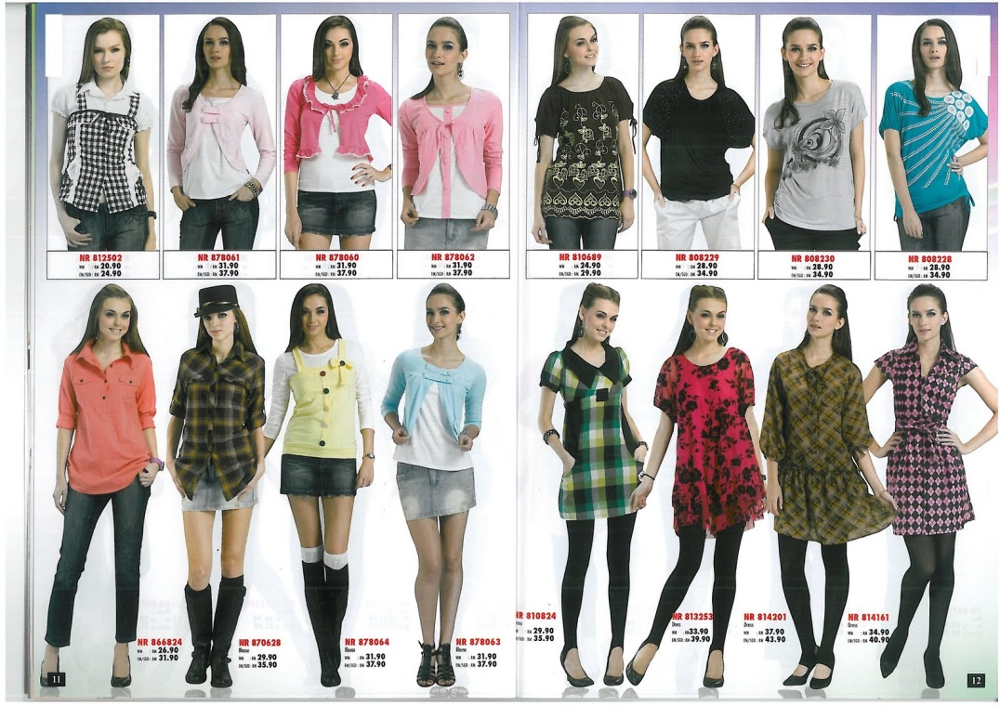 NR 812502
WM : RM 20.90
EM/SGD : RM 24.90
NR 878061
WM : RM 31.90
EM/SGD : RM 37.90
NR 878060
WM : RM 31.90
EM/SGD : RM 37.90
NR 878062
WM : RM 31.90
EM/SGD : RM 37.90
NR 810689
WM : RM 24.90
EM/SGD : RM 29.90
NR 808229
WM : RM 28.90
EM/SGD : RM 34.90
NR 808230
WM : RM 28.90
EM/SGD : RM 34.90
NR 808228
WM : RM 28.90
EM/SGD : RM 34.90
NR 866824
WM : RM 26.90
EM/SGD : RM 31.90
NR 870628
Blouse
WM : RM 29.90
EM/SGD : RM 35.90
NR 878064
Blouse
WM : RM 31.90
EM/SGD : RM 37.90
NR 878063
Blouse
WM : RM 31.90
EM/SGD : RM 37.90
NR 810824
: RM 29.90
: RM 35.90
NR 813253
Dress
WM : RM 33.90
EM/SGD : RM 39.90
NR 814201
Dress
WM : RM 37.90
EM/SGD : RM 43.90
NR 814161
Dress
WM : RM 34.90
EM/SGD : RM 40.90
11
12